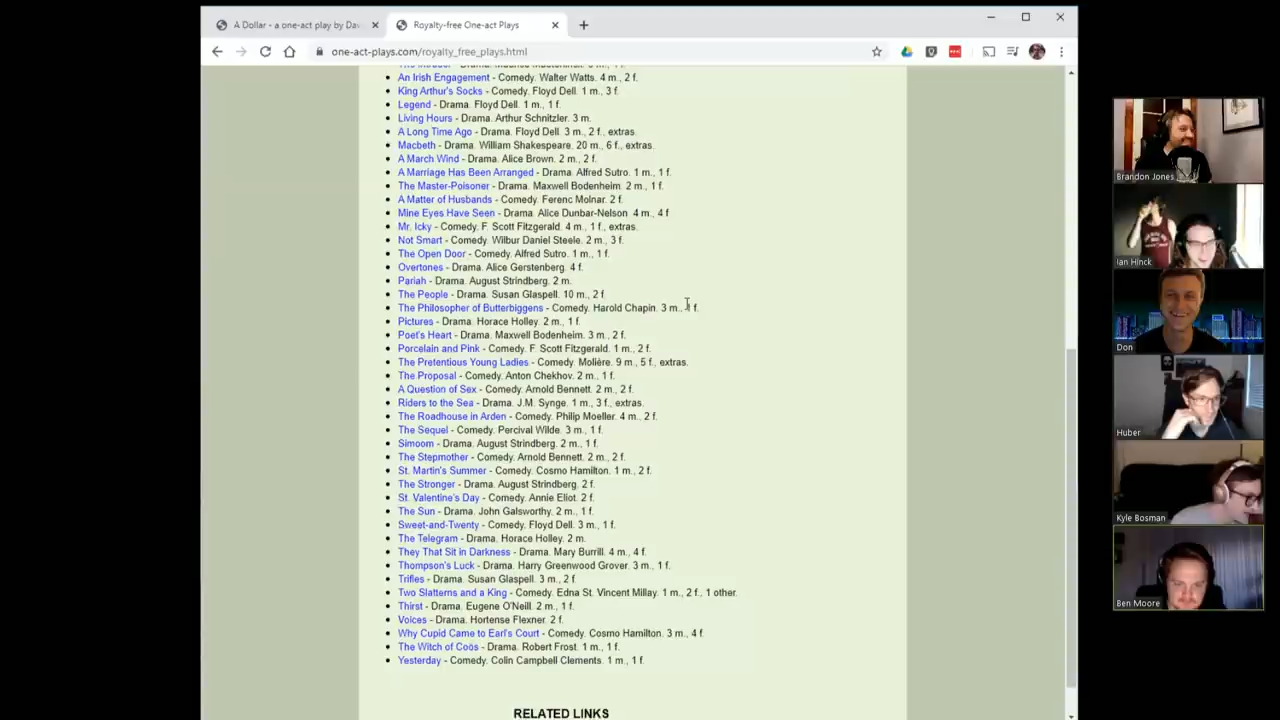 A Dollar - a one-act play by Dav
Royalty-free One-act Plays
one-act-plays.com/royalty_free_plays.html
An Irish Engagement - Comedy. Walter Watts. 4 m., 2 f.
King Arthur's Socks - Comedy. Floyd Dell. 1 m., 3 f.
Legend - Drama. Floyd Dell. 1 m., 1 f.
Living Hours - Drama. Arthur Schnitzler. 3 m.
A Long Time Ago - Drama. Floyd Dell. 3 m., 2 f., extras.
Macbeth - Drama. William Shakespeare. 20 m., 6 f., extras.
A March Wind - Drama. Alice Brown. 2 m., 2 f.
A Marriage Has Been Arranged - Drama. Alfred Sutro. 1 m., 1 f.
The Master-Poisoner - Drama. Maxwell Bodenheim. 2 m., 1 f.
A Matter of Husbands - Comedy. Ferenc Molnar. 2 f.
Mine Eyes Have Seen - Drama. Alice Dunbar-Nelson. 4 m., 4 f
Mr. Icky - Comedy. F. Scott Fitzgerald. 4 m., 1 f., extras.
Not Smart - Comedy. Wilbur Daniel Steele. 2 m., 3 f.
The Open Door - Comedy. Alfred Sutro. 1 m., 1 f.
Overtones - Drama. Alice Gerstenberg. 4 f.
Pariah - Drama. August Strindberg. 2 m.
The People - Drama. Susan Glaspell. 10 m., 2 f.
The Philosopher of Butterbiggens - Comedy. Harold Chapin. 3 m., 1 f.
Pictures - Drama. Horace Holley. 2 m., 1 f.
Poet's Heart - Drama. Maxwell Bodenheim. 3 m., 2 f.
Porcelain and Pink - Comedy. F. Scott Fitzgerald. 1 m., 2 f.
The Pretentious Young Ladies - Comedy. Molière. 9 m., 5 f., extras.
The Proposal - Comedy. Anton Chekhov. 2 m., 1 f.
A Question of Sex - Comedy. Arnold Bennett. 2 m., 2 f.
Riders to the Sea - Drama. J.M. Synge. 1 m., 3 f., extras.
The Roadhouse in Arden - Comedy. Philip Moeller. 4 m., 2 f.
The Sequel - Comedy. Percival Wilde. 3 m., 1 f.
Simoom - Drama. August Strindberg. 2 m., 1 f.
The Stepmother - Comedy. Arnold Bennett. 2 m., 2 f.
St. Martin's Summer - Comedy. Cosmo Hamilton. 1 m., 2 f.
The Stronger - Drama. August Strindberg. 2 f.
St. Valentine's Day - Comedy. Annie Eliot. 2 f.
The Sun - Drama. John Galsworthy. 2 m., 1 f.
Sweet-and-Twenty - Comedy. Floyd Dell. 3 m., 1 f.
The Telegram - Drama. Horace Holley. 2 m.
They That Sit in Darkness - Drama. Mary Burrill. 4 m., 4 f.
Thompson's Luck - Drama. Harry Greenwood Grover. 3 m., 1 f.
Trifles - Drama. Susan Glaspell. 3 m., 2 f.
Two Slatterns and a King - Comedy. Edna St. Vincent Millay. 1 m., 2 f., 1 other.
Thirst - Drama. Eugene O'Neill. 2 m., 1 f.
Voices - Drama. Hortense Flexner. 2 f.
Why Cupid Came to Earl's Court - Comedy. Cosmo Hamilton. 3 m., 4 f.
The Witch of Coös - Drama. Robert Frost. 1 m., 1 f.
Yesterday - Comedy. Colin Campbell Clements. 1 m., 1 f.
RELATED LINKS
Brandon Jones
Ian Hinck
Don
Huber
Kyle Bosman
Ben Moore